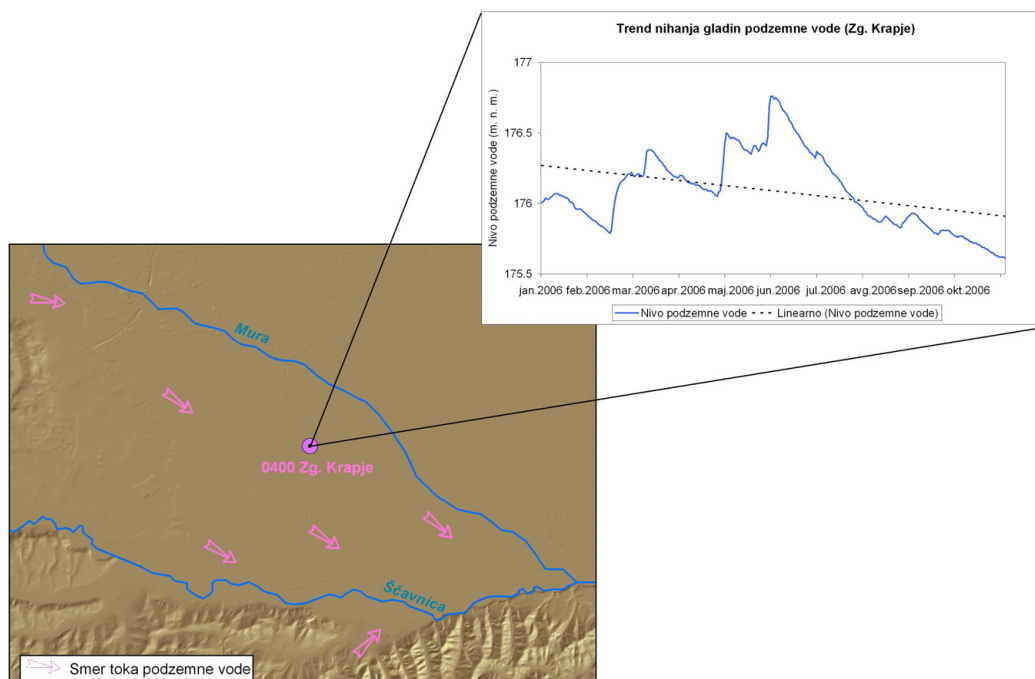 Trend nihanja gladin podzemne vode (Zg. Krapje)
Nivo podzemne vode (m. n. m.)
177
176.5
176
175.5
jan.2006 feb.2006 mar.2006 apr.2006 maj.2006 jun.2006 jul.2006 avg.2006 sep.2006 okt.2006
Nivo podzemne vode Linearno (Nivo podzemne vode)
Mura
0400 Zg. Krapje
Ščavnica
Smer toka podzemne vode